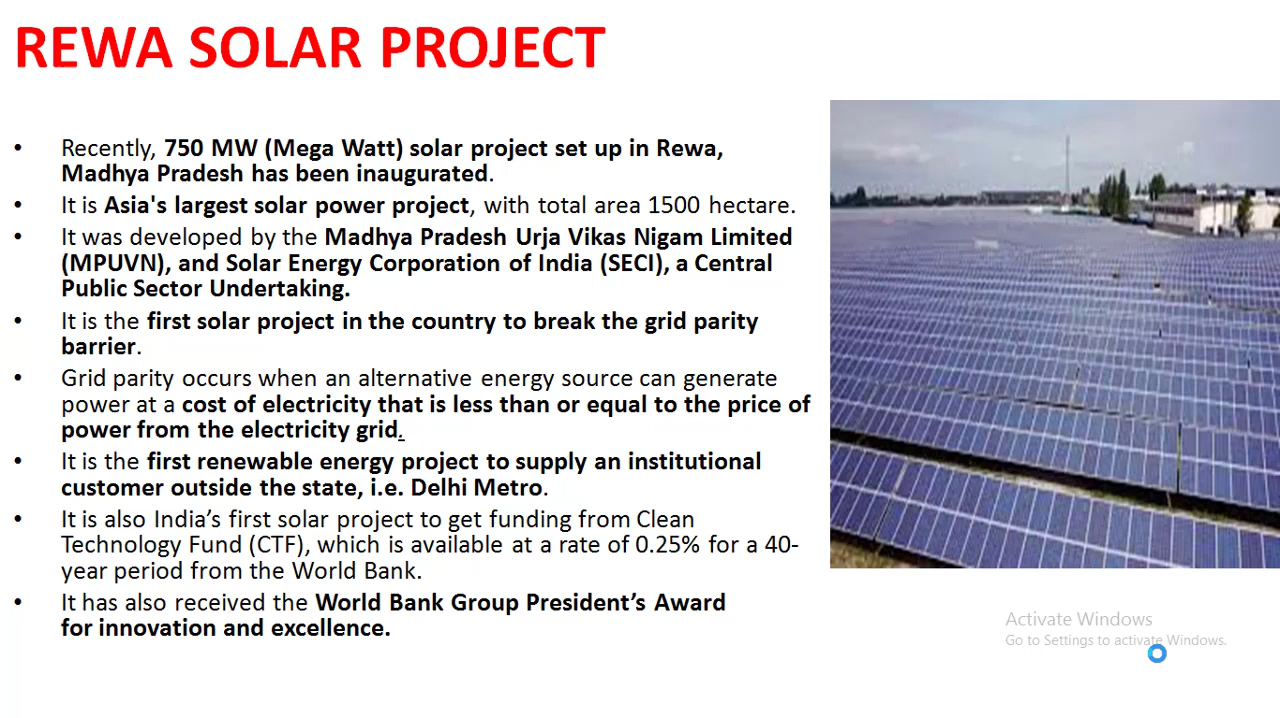 REWA SOLAR PROJECT
• Recently, 750 MW (Mega Watt) solar project set up in Rewa,
Madhya Pradesh has been inaugurated.
• It is Asia's largest solar power project, with total area 1500 hectare.
• It was developed by the Madhya Pradesh Urja Vikas Nigam Limited
(MPUVN), and Solar Energy Corporation of India (SECI), a Central
Public Sector Undertaking.
• It is the first solar project in the country to break the grid parity
barrier.
• Grid parity occurs when an alternative energy source can generate
power at a cost of electricity that is less than or equal to the price of
power from the electricity grid.
• It is the first renewable energy project to supply an institutional
customer outside the state, i.e. Delhi Metro.
• It is also India’s first solar project to get funding from Clean
Technology Fund (CTF), which is available at a rate of 0.25% for a 40-
year period from the World Bank.
• It has also received the World Bank Group President’s Award
for innovation and excellence.
Activate Windows
Go to Settings to activate Windows.